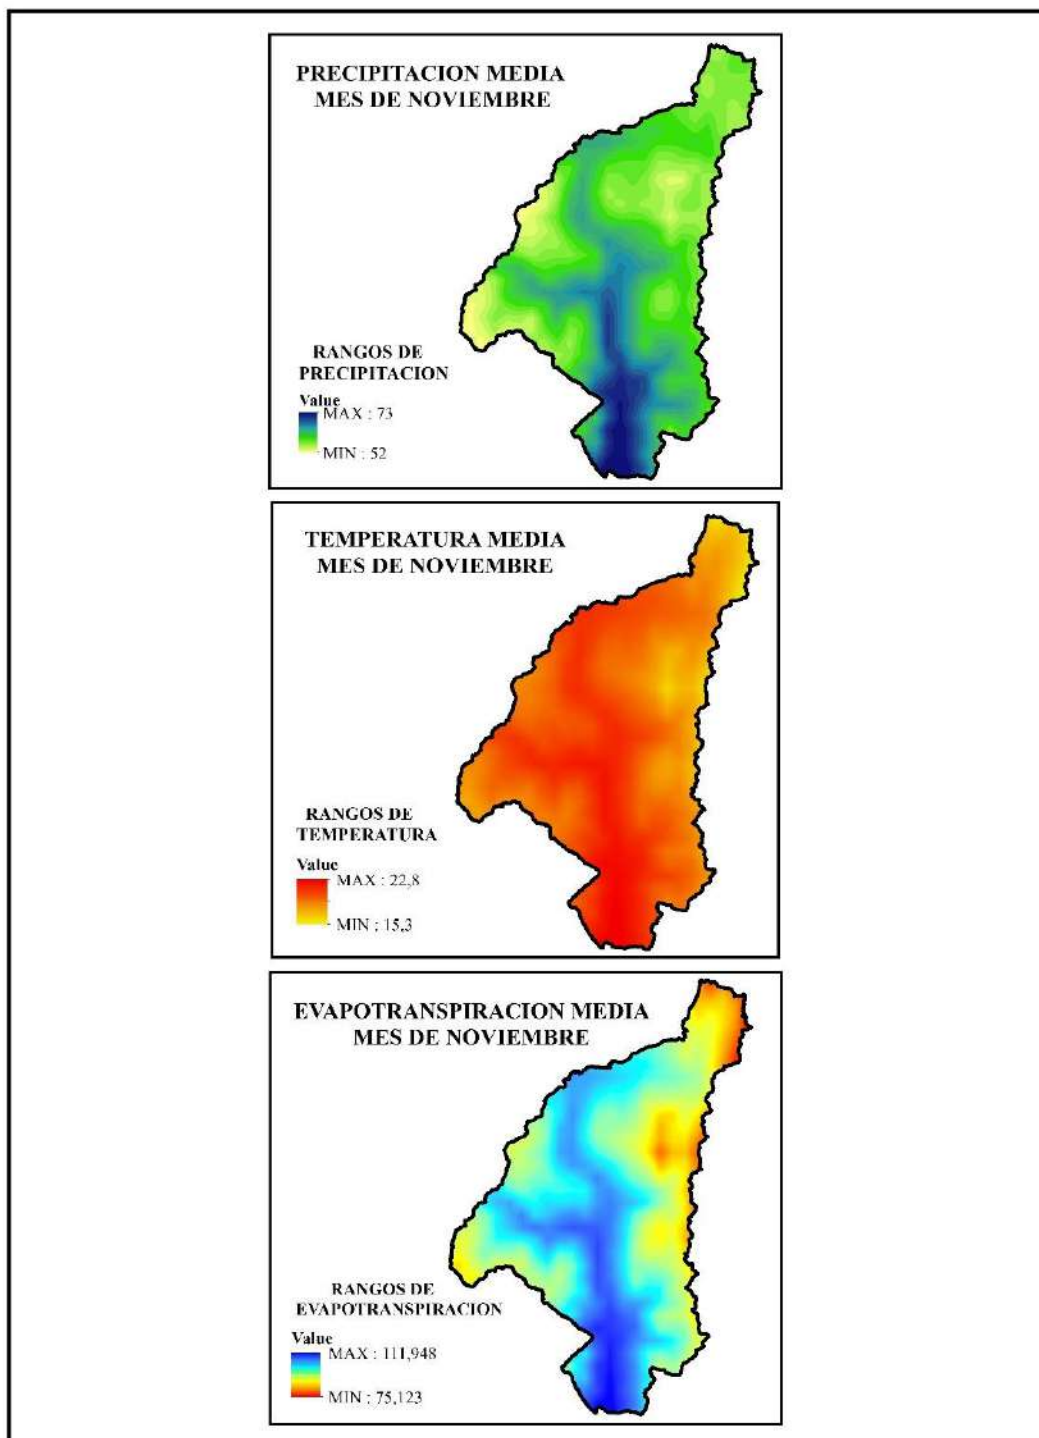 PRECIPITACION MEDIA
MES DE NOVIEMBRE
RANGOS DE
PRECIPITACION
Value
MAX : 73
MIN : 52
TEMPERATURA MEDIA
MES DE NOVIEMBRE
RANGOS DE
TEMPERATURA
Value
MAX : 22,8
MIN : 15,3
EVAPOTRANSPIRACION MEDIA
MES DE NOVIEMBRE
RANGOS DE
EVAPOTRANSPIRACION
Value
MAX : 111,948
MIN : 75,123